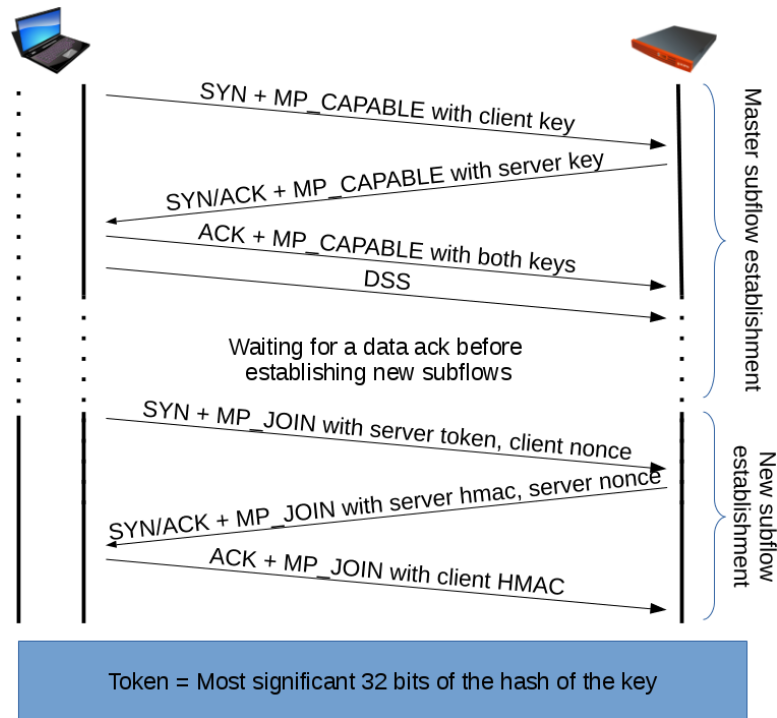 SYN + MP_CAPABLE with client key
SYN/ACK + MP_CAPABLE with server key
ACK + MP_CAPABLE with both keys
DSS
Waiting for a data ack before
establishing new subflows
Master subflow establishment
SYN + MP_JOIN with server token, client nonce
SYN/ACK + MP_JOIN with server hmac, server nonce
ACK + MP_JOIN with client HMAC
New subflow
establishment
Token = Most significant 32 bits of the hash of the key